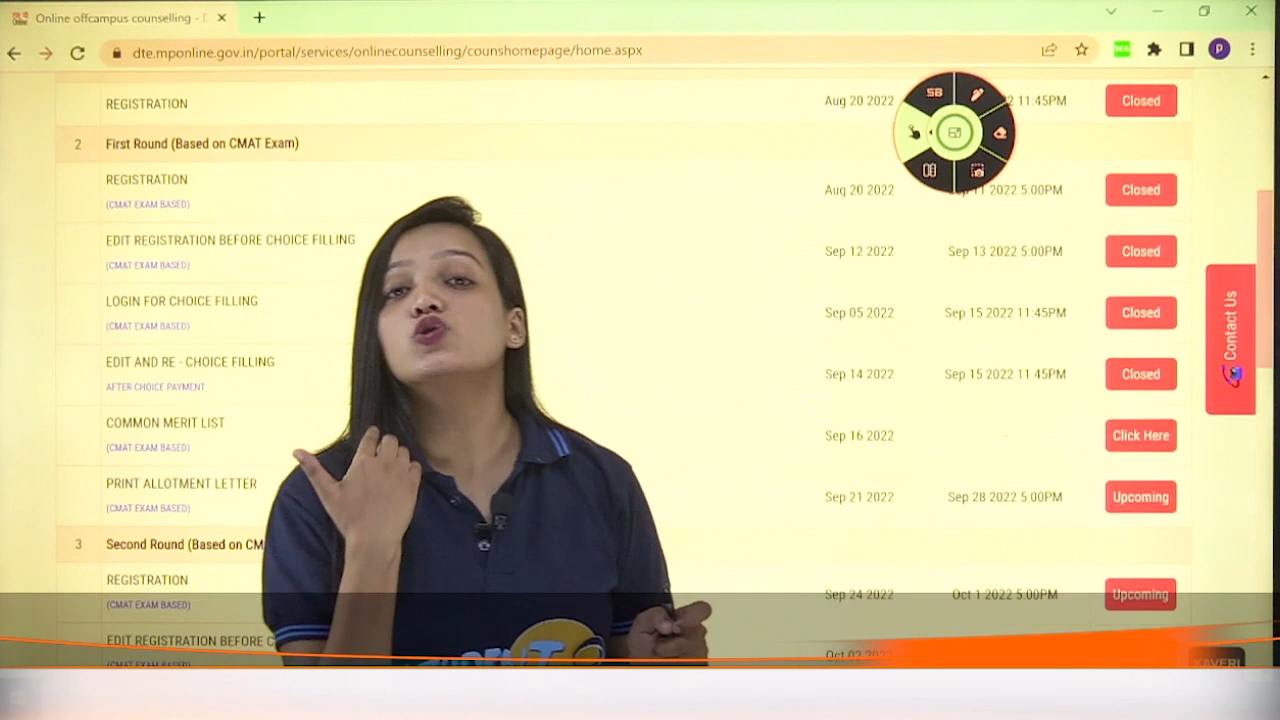 Online offcampus counselling -
dte.mponline.gov.in/portal/services/onlinecounselling/counshomepage/home.aspx
REGISTRATION Aug 20 2022 11:45PM Closed
2 First Round (Based on CMAT Exam)
REGISTRATION Aug 20 2022 2022 5.00PM Closed
(CMAT EXAM BASED)
EDIT REGISTRATION BEFORE CHOICE FILLING Sep 12 2022 Sep 13 2022 5:00PM Closed
(CMAT EXAM BASED)
LOGIN FOR CHOICE FILLING Sep 05 2022 Sep 15 2022 11:45PM Closed
(CMAT EXAM BASED)
EDIT AND RE - CHOICE FILLING Sep 14 2022 Sep 15 2022 11 45PM Closed
AFTER CHOICE PAYMENT
COMMON MERIT LIST Sep 16 2022 Click Here
(CMAT EXAM BASED)
PRINT ALLOTMENT LETTER Sep 21 2022 Sep 28 2022 5.00PM Upcoming
(CMAT EXAM BASED)
3 Second Round (Based on
REGISTRATION Sep 24 2022 Oct 1 2022 5:00PM Upcoming
(CMAT EXAM BASED)
EDIT REGISTRATION BEFORE
(CMAT EXAM BASED)
Oct 02 2022
Contact Us
SB
P